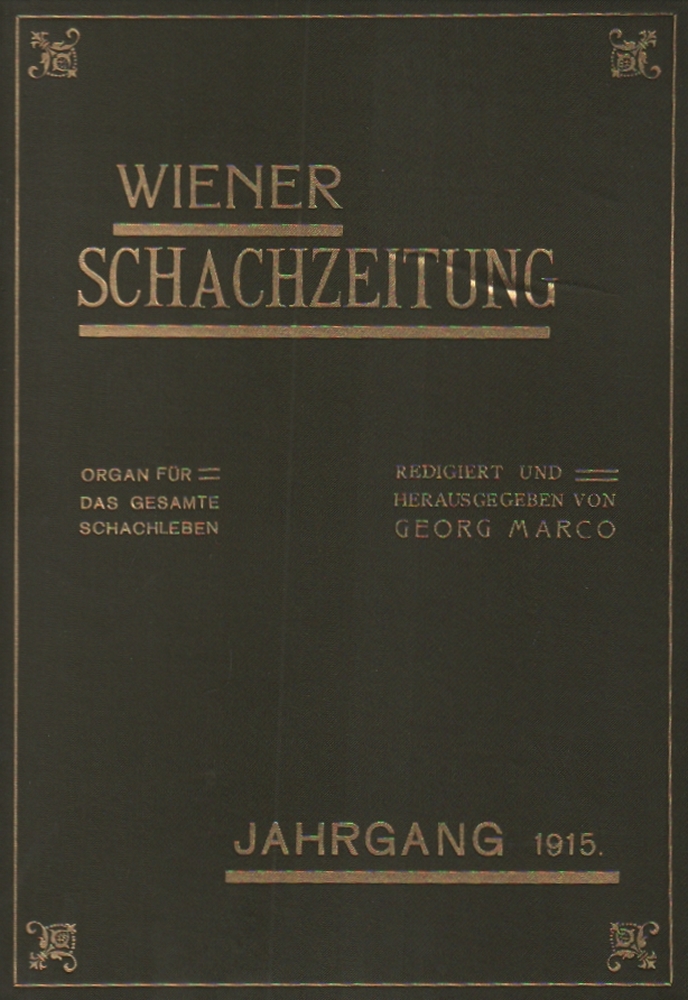 WIENER
SCHACHZEITUNG
ORGAN FÜR
DAS GESAMTE
SCHACHLEBEN
REDIGIERT UND
HERAUSGEGEBEN VON
GEORG MARCO
JAHRGANG 1915.